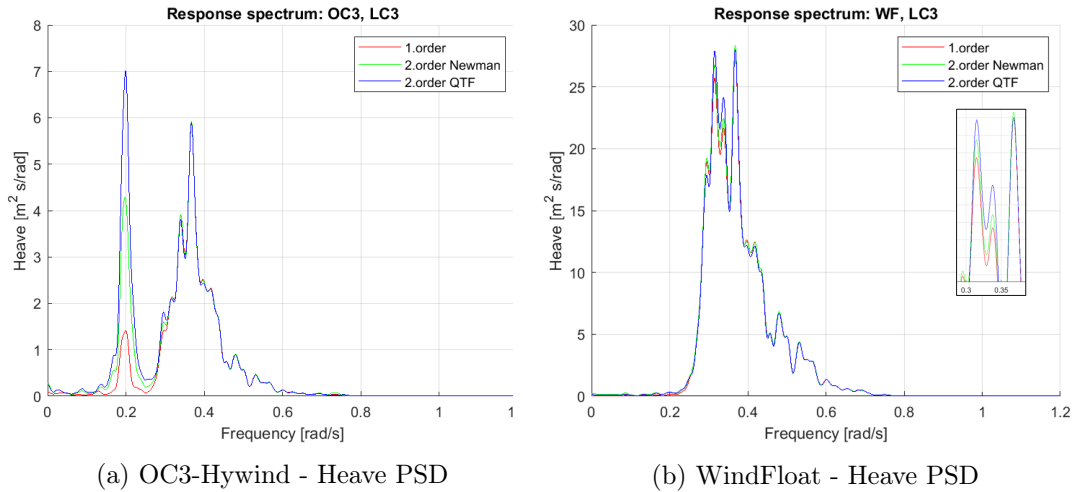 Response spectrum: OC3, LC3
8
7
6
5
4
3
2
1
0
Heave [m² s/rad]
0
0.2
0.4
0.6
0.8
1
1
Frequency [rad/s]
1.order
2.order Newman
2.order QTF
(a) OC3-Hywind - Heave PSD
Response spectrum: WF, LC3
30
25
20
15
10
5
0
Heave [m² s/rad]
0
0.2
0.4
0.6
0.8
1
1.2
Frequency [rad/s]
1.order
2.order Newman
2.order QTF
0.3
0.35
(b) WindFloat - Heave PSD